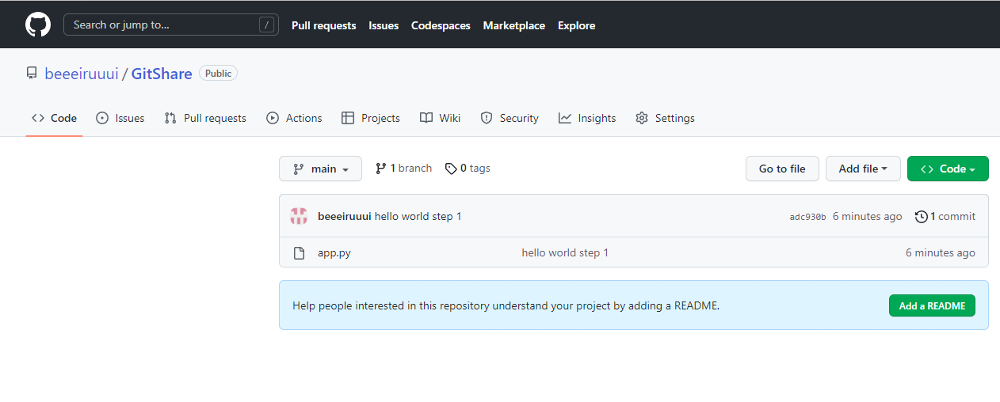 Search or jump to... / Pull requests Issues Codespaces Marketplace Explore
beeeiruuui / GitShare Public
Code Issues Pull requests Actions Projects Wiki Security Insights Settings
main 1 branch 0 tags Go to file Add file Code
beeeiruuui hello world step 1 adc930b 6 minutes ago 1 commit
app.py hello world step 1 6 minutes ago
Help people interested in this repository understand your project by adding a README. Add a README